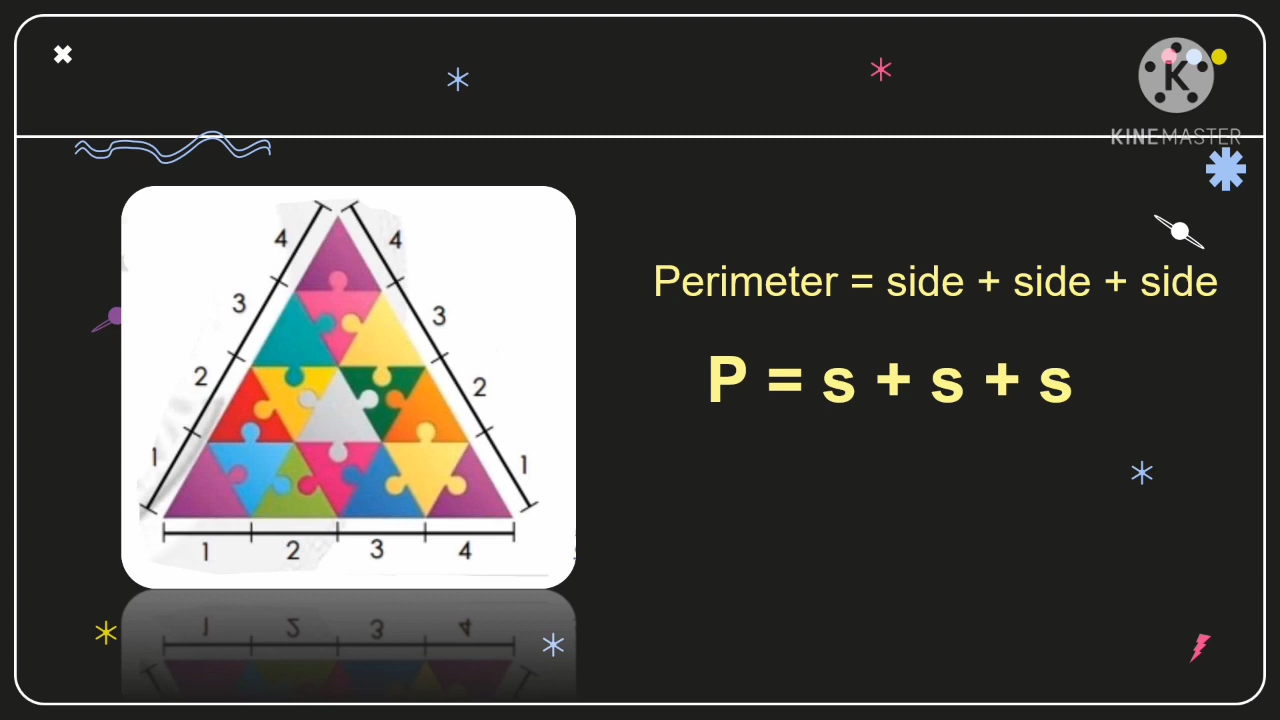 K
KINEMASTER
4 4
3 3
2 2
1 1
1 2 3 4
Perimeter = side + side + side
P = s + s + s